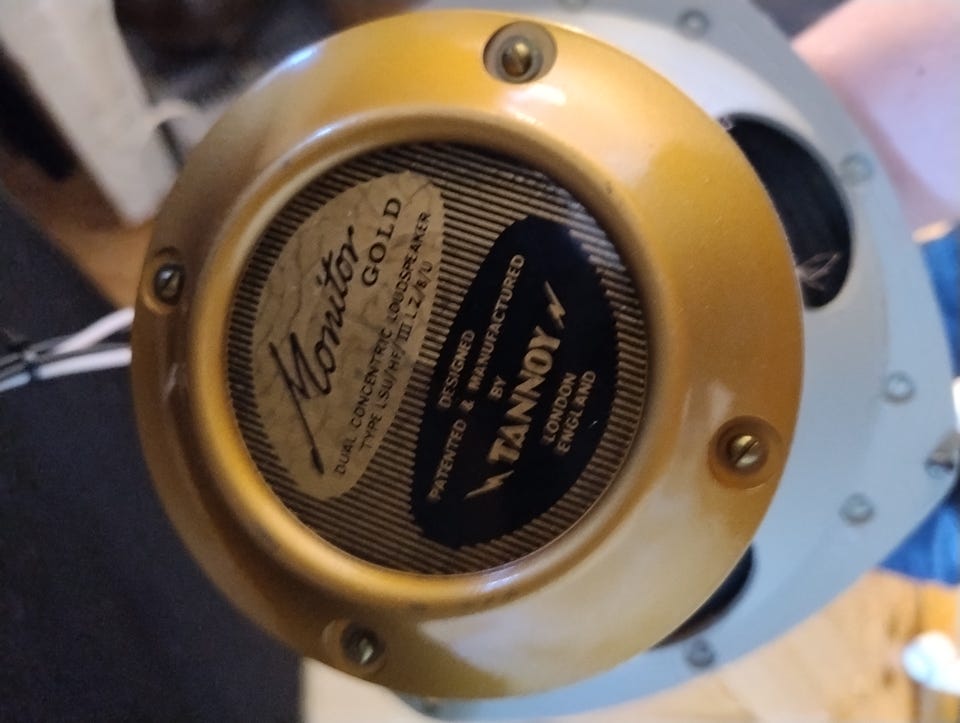 Monitor
GOLD
DUAL CONCENTRIC LOUDSPEAKER
TYPE LSU/HF/III LZ/8/U
DESIGNED
PATENTED & MANUFACTURED
BY
TANNOY
LONDON
ENGLAND